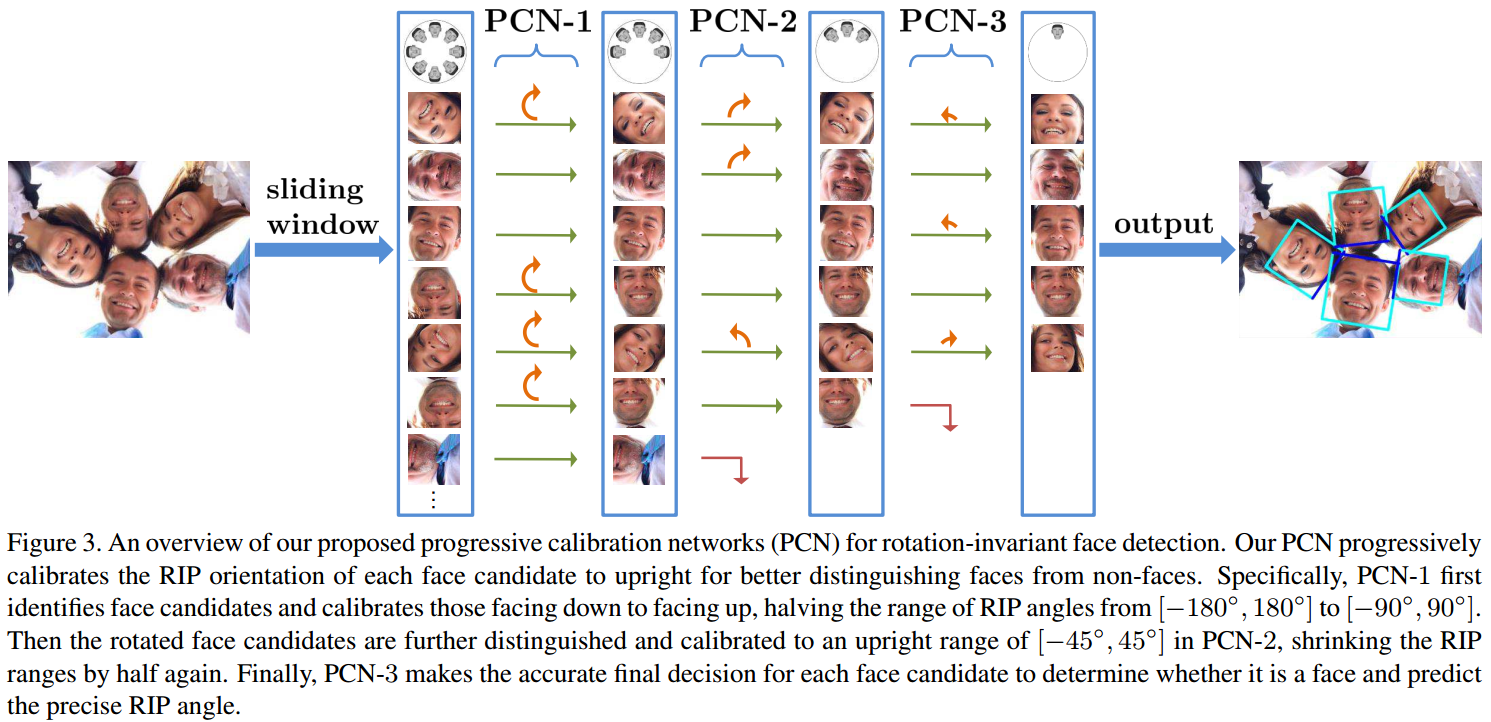 PCN-1 PCN-2 PCN-3
sliding
window
output
⋮
Figure 3. An overview of our proposed progressive calibration networks (PCN) for rotation-invariant face detection. Our PCN progressively
calibrates the RIP orientation of each face candidate to upright for better distinguishing faces from non-faces. Specifically, PCN-1 first
identifies face candidates and calibrates those facing down to facing up, halving the range of RIP angles from [−180°, 180°] to [−90°, 90°].
Then the rotated face candidates are further distinguished and calibrated to an upright range of [−45°, 45°] in PCN-2, shrinking the RIP
ranges by half again. Finally, PCN-3 makes the accurate final decision for each face candidate to determine whether it is a face and predict
the precise RIP angle.